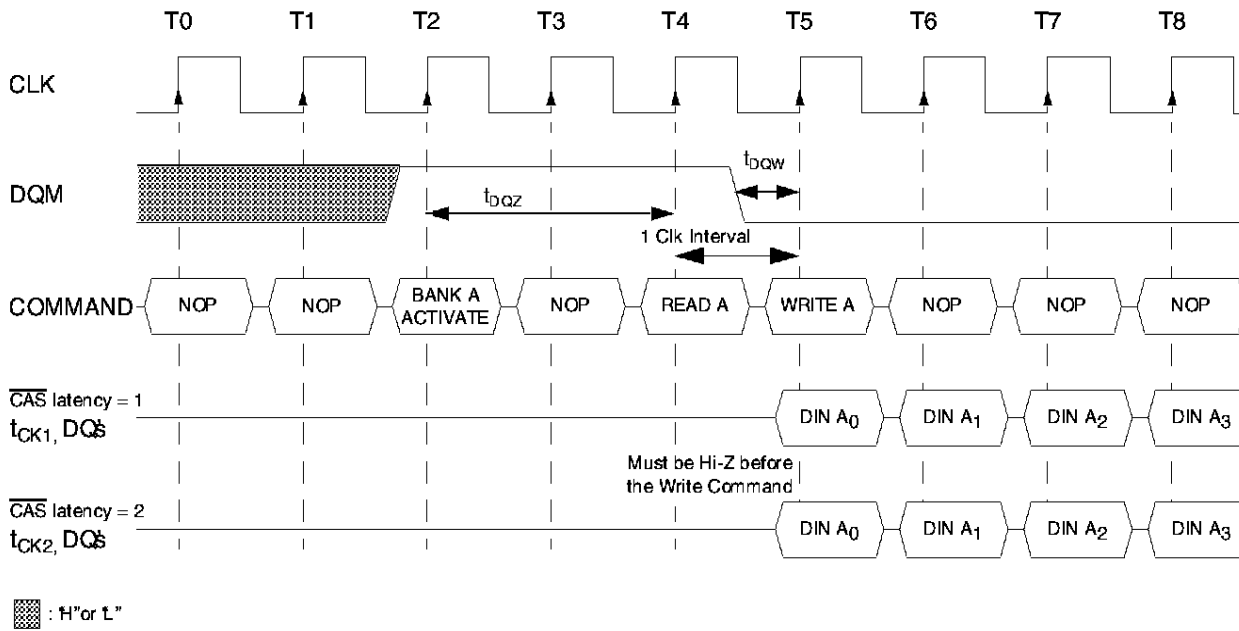 T0 T1 T2 T3 T4 T5 T6 T7 T8
CLK
DQM
tDQZ
tDQW
1 Clk Interval
COMMAND
NOP
NOP
BANK A
ACTIVATE
NOP
READ A
WRITE A
NOP
NOP
NOP
CAS latency = 1
tCK1, DQ's
DIN A0
DIN A1
DIN A2
DIN A3
Must be Hi-Z before
the Write Command
CAS latency = 2
tCK2, DQ's
DIN A0
DIN A1
DIN A2
DIN A3
: "H" or "L"